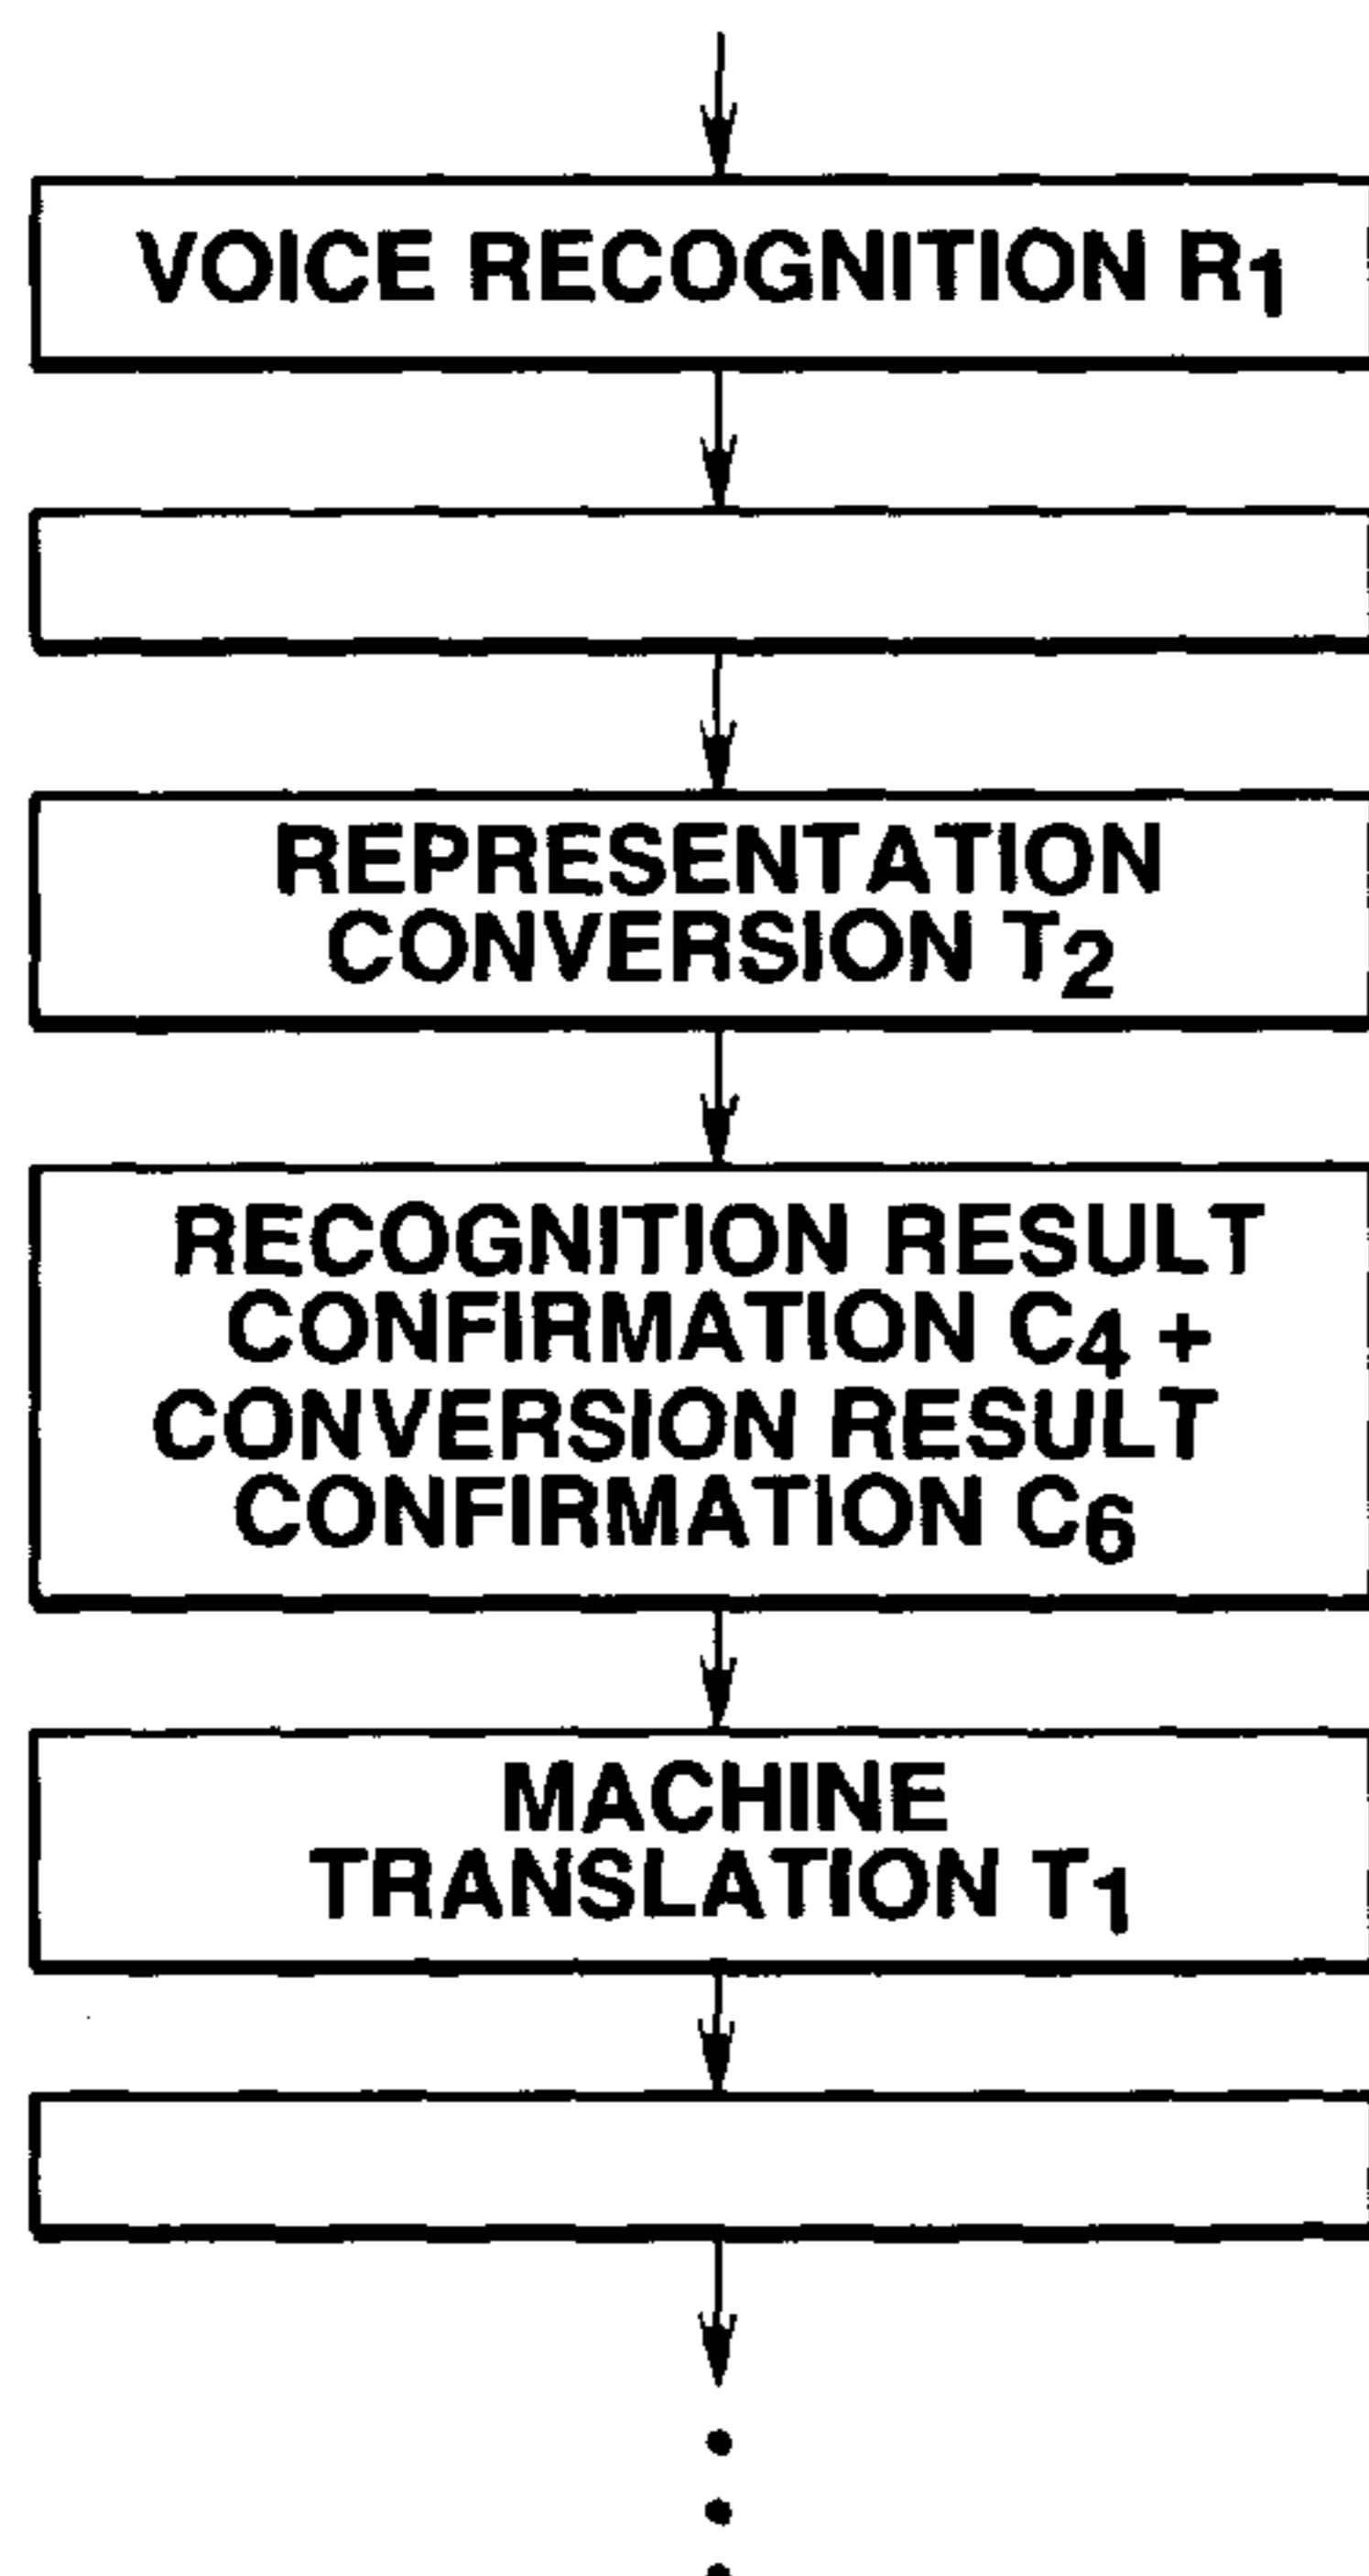 VOICE RECOGNITION R1
REPRESENTATION
CONVERSION T2
RECOGNITION RESULT
CONFIRMATION C4 +
CONVERSION RESULT
CONFIRMATION C6
MACHINE
TRANSLATION T1